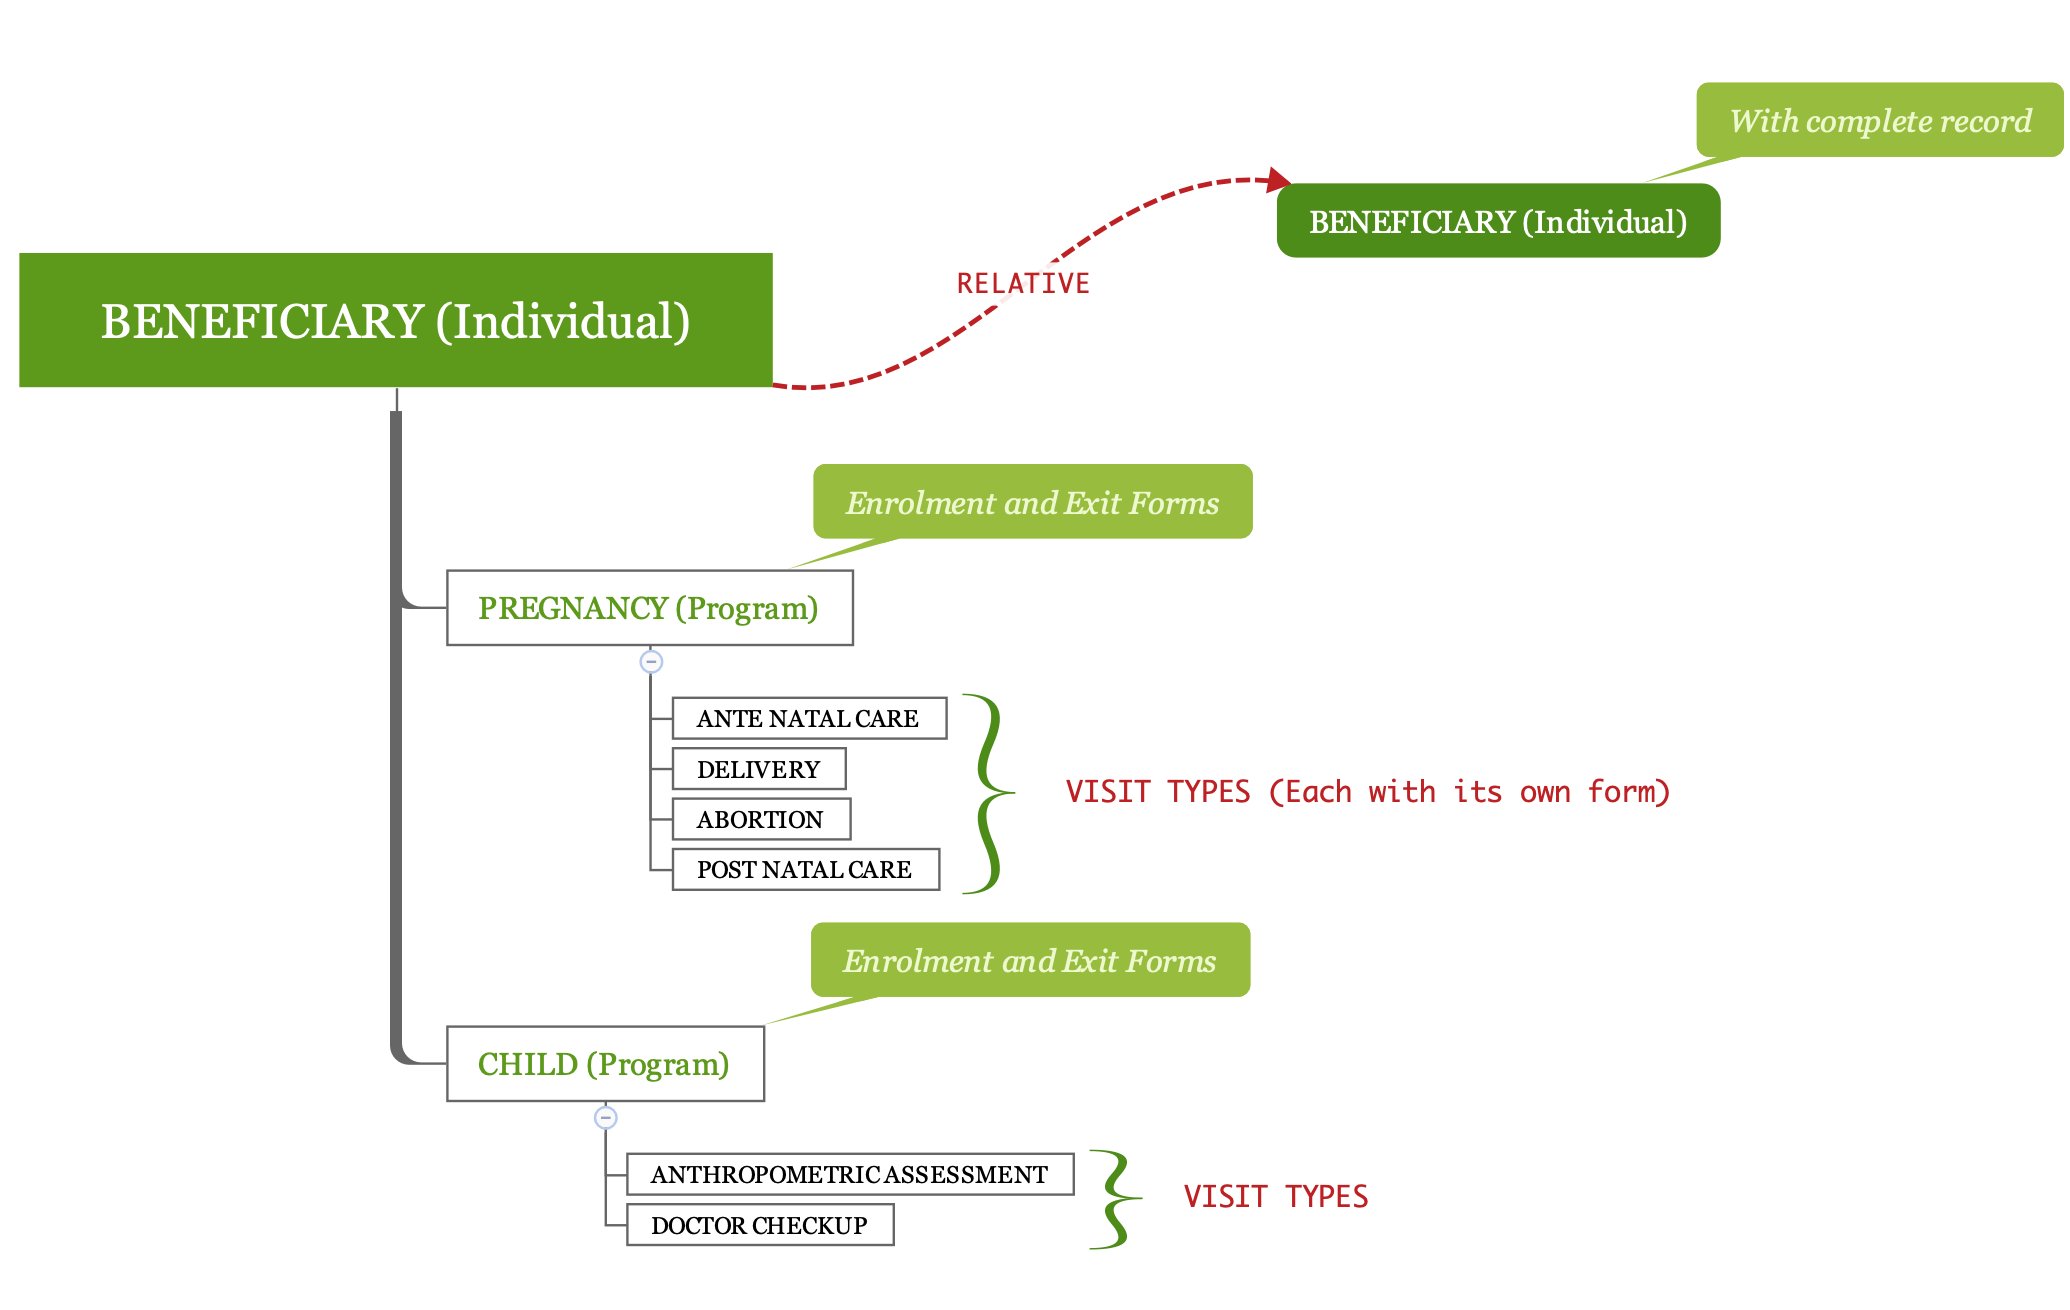 With complete record
BENEFICIARY (Individual)
RELATIVE
BENEFICIARY (Individual)
Enrolment and Exit Forms
PREGNANCY (Program)
ANTE NATAL CARE
DELIVERY
ABORTION
POST NATAL CARE
VISIT TYPES (Each with its own form)
Enrolment and Exit Forms
CHILD (Program)
ANTHROPOMETRIC ASSESSMENT
DOCTOR CHECKUP
VISIT TYPES